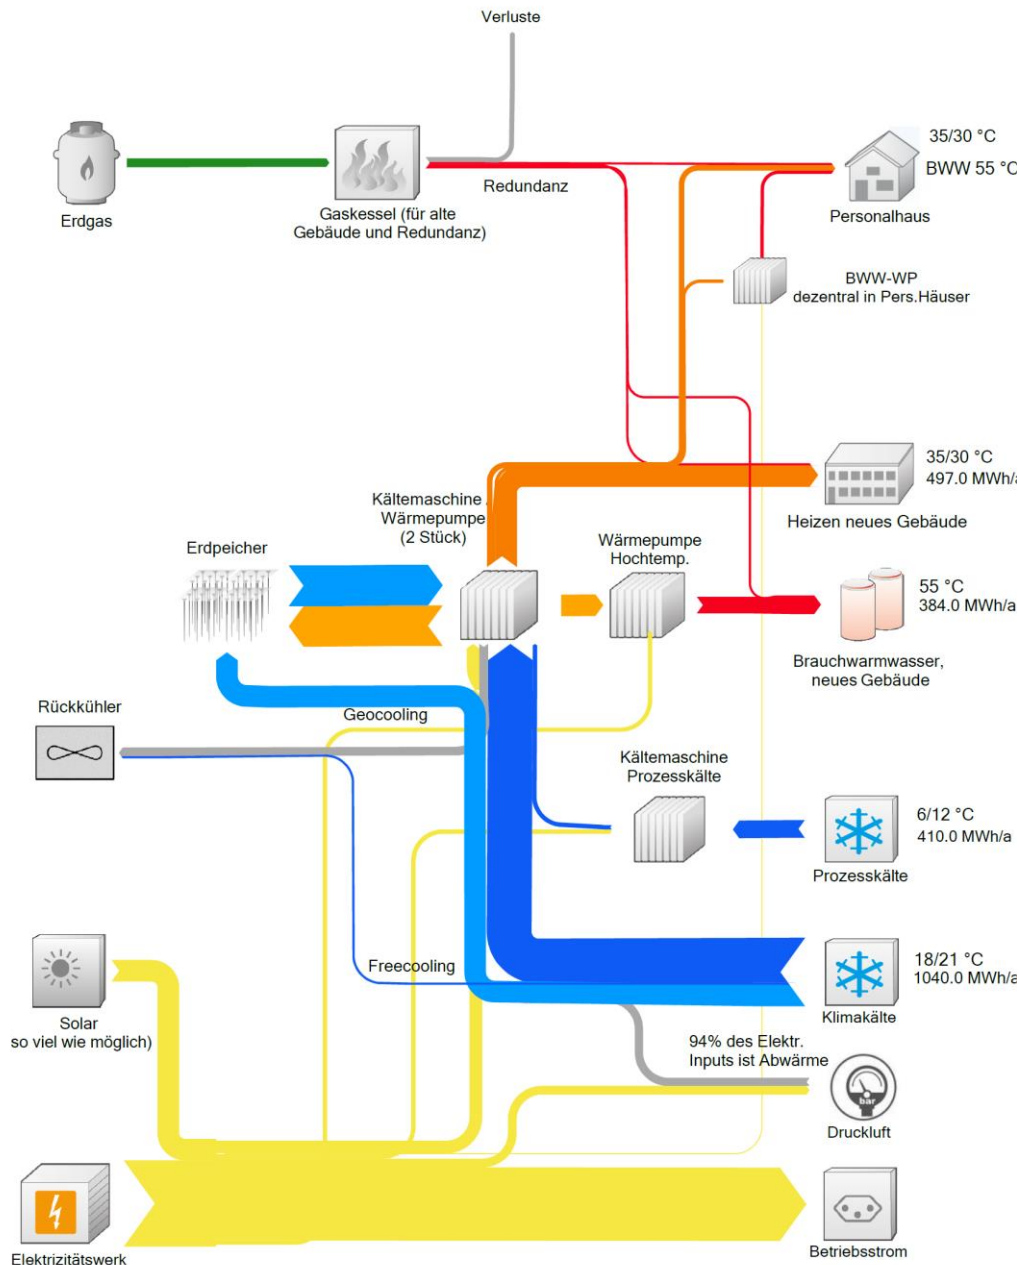 Verluste
35/30 °C
BWW 55 °C
Erdgas
Redundanz
Gaskessel (für alte
Gebäude und Redundanz)
Personalhaus
BWW-WP
dezentral in Pers.Häuser
35/30 °C
497.0 MWh/a
Kältemaschine /
Wärmepumpe
(2 Stück)
Heizen neues Gebäude
Erdpeicher
Wärmepumpe
Hochtemp.
55 °C
384.0 MWh/a
Brauchwarmwasser,
neues Gebäude
Rückkühler
Geocooling
Kältemaschine
Prozesskälte
6/12 °C
410.0 MWh/a
Prozesskälte
Freecooling
18/21 °C
1040.0 MWh/a
Klimakälte
Solar
so viel wie möglich)
94% des Elektr.
Inputs ist Abwärme
bar
Druckluft
Elektrizitätswerk
Betriebsstrom